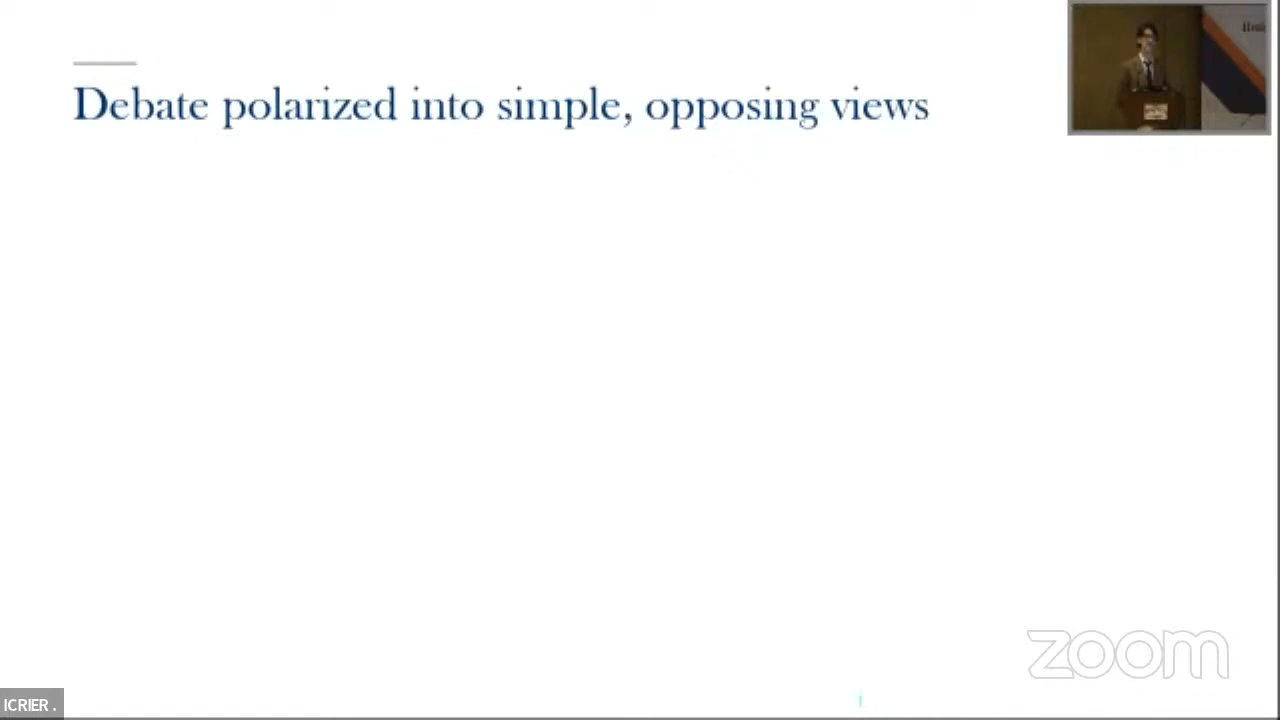 Debate polarized into simple, opposing views
zoom
ICRIER .